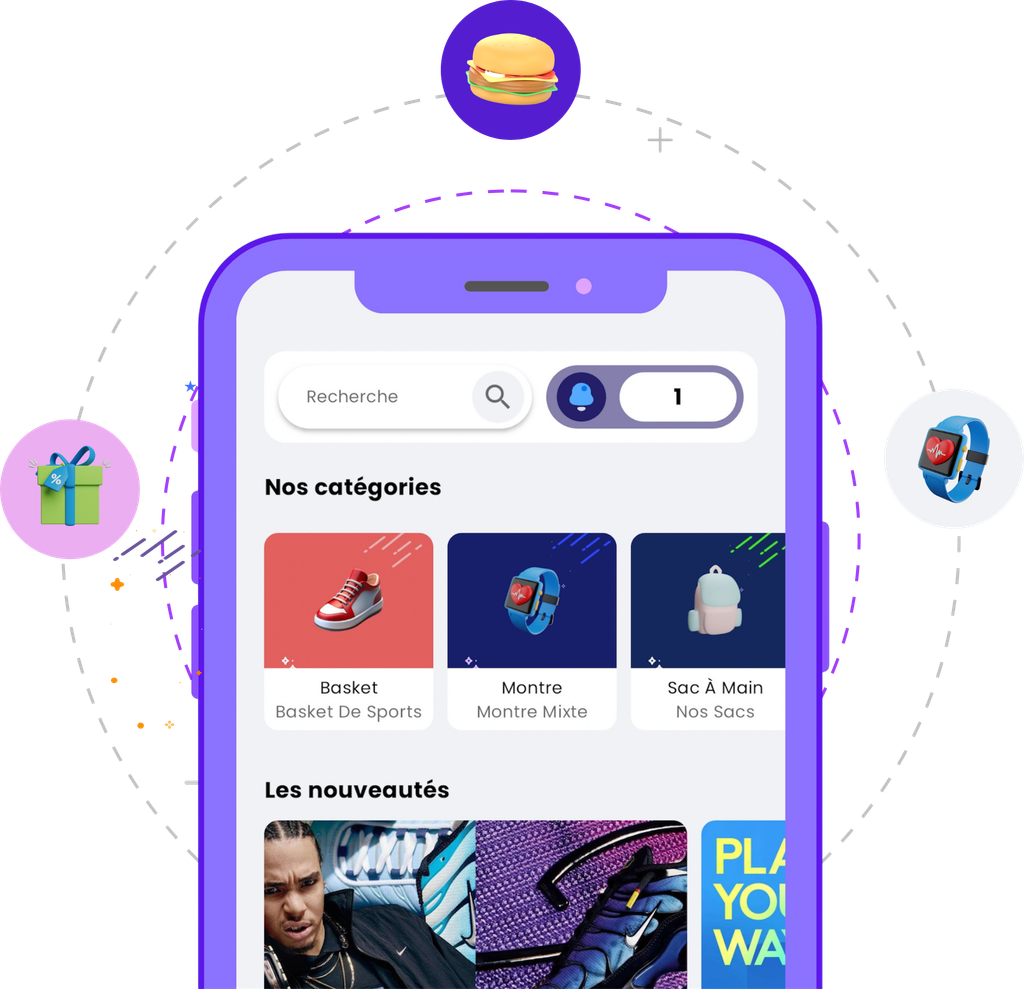 Recherche
1
Nos catégories
%
Basket
Basket De Sports
Montre
Montre Mixte
Sac À Main
Nos Sacs
Les nouveautés
PLA
YOU
WA